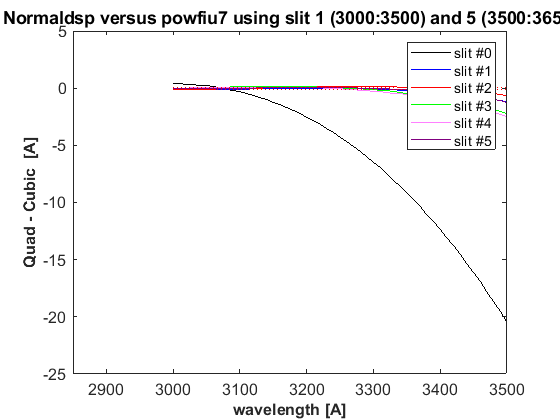 Normaldsp versus powfiu7 using slit 1 (3000:3500) and 5 (3500:365
5
0
-5
-10
-15
-20
-25
Quad - Cubic [A]
slit #0
slit #1
slit #2
slit #3
slit #4
slit #5
2900 3000 3100 3200 3300 3400 3500
wavelength [A]